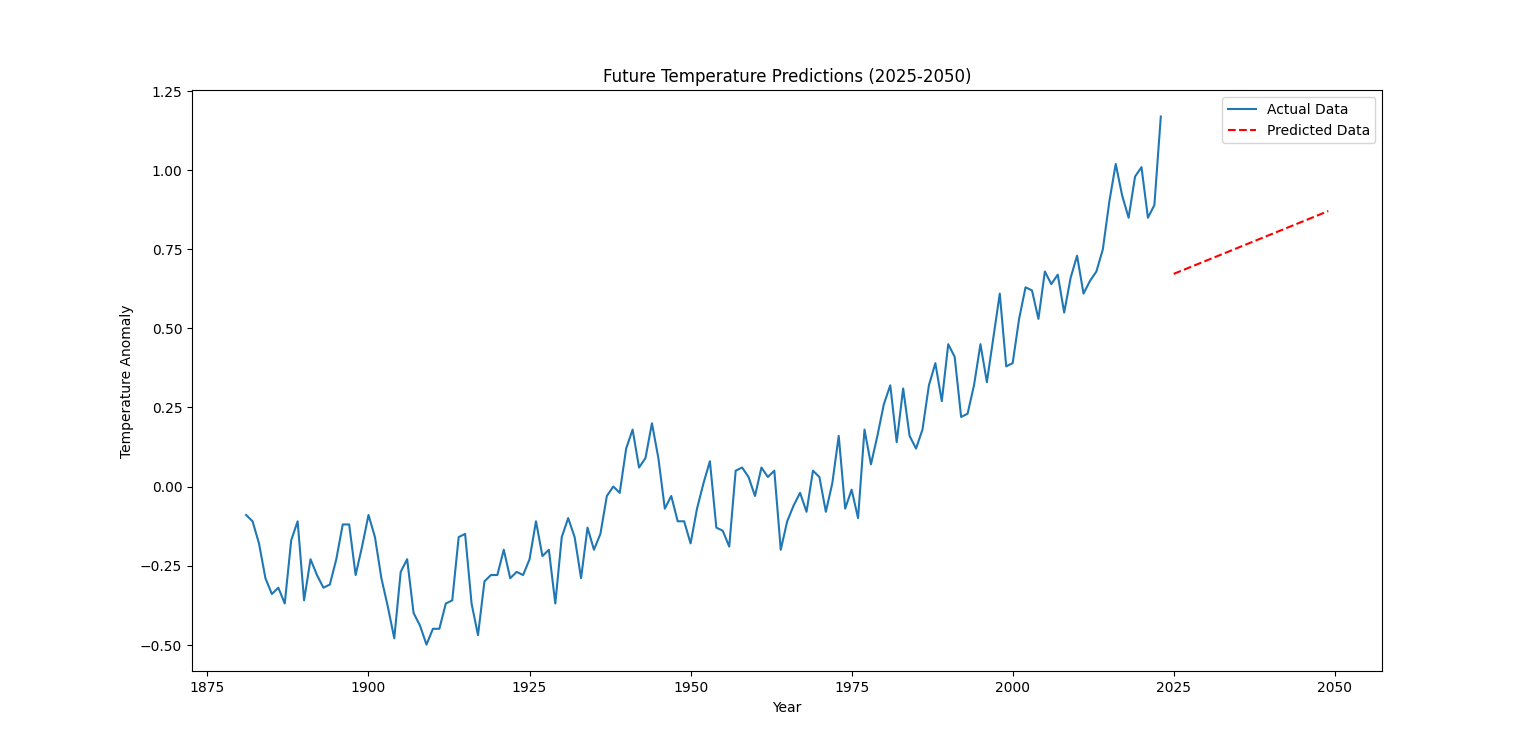 Future Temperature Predictions (2025-2050)
Actual Data
Predicted Data
1.25
1.00
0.75
0.50
0.25
0.00
−0.25
−0.50
Temperature Anomaly
1875 1900 1925 1950 1975 2000 2025 2050
Year